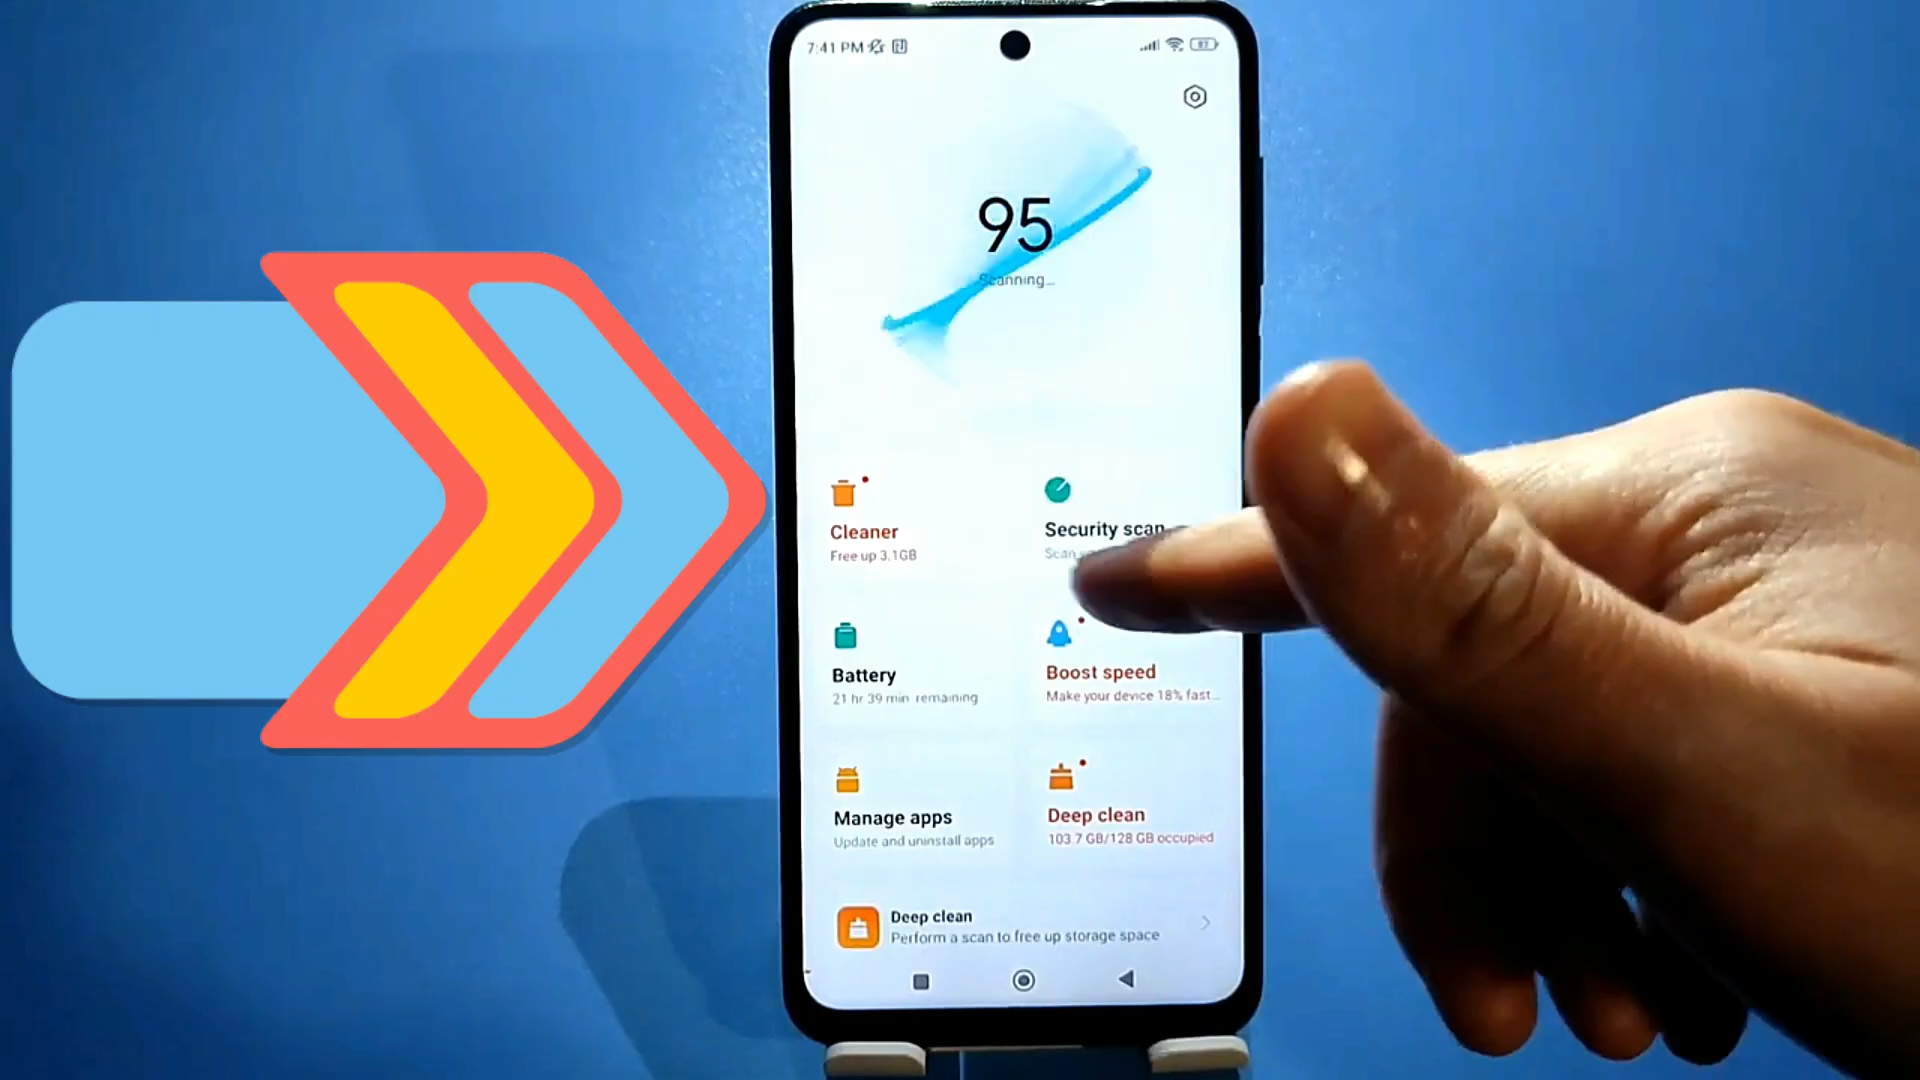 7:41 PM
83
95
Scanning...
Cleaner
Free up 3.1GB
Security scan
Scan
Battery
21 hr 39 min remaining
Boost speed
Make your device 18% fast...
Manage apps
Update and uninstall apps
Deep clean
103.7 GB/128 GB occupied
Deep clean
Perform a scan to free up storage space